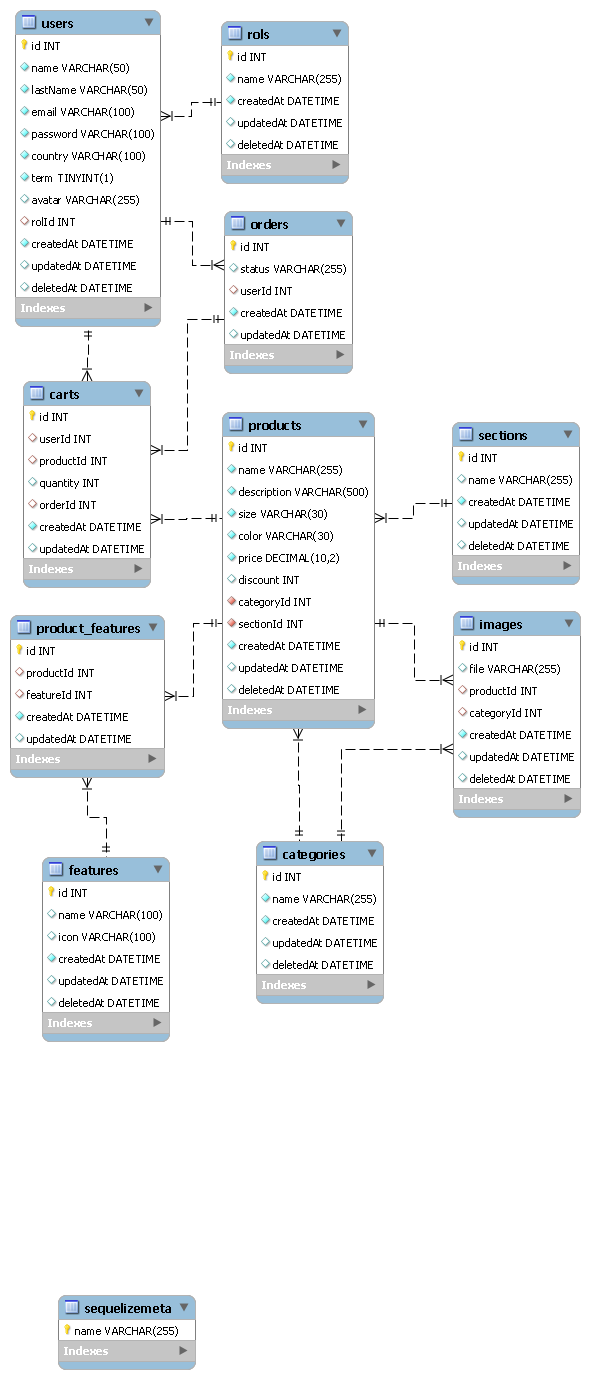 users
id INT
name VARCHAR(50)
lastName VARCHAR(50)
email VARCHAR(100)
password VARCHAR(100)
country VARCHAR(100)
term TINYINT(1)
avatar VARCHAR(255)
rolId INT
createdAt DATETIME
updatedAt DATETIME
deletedAt DATETIME
Indexes
rols
id INT
name VARCHAR(255)
createdAt DATETIME
updatedAt DATETIME
deletedAt DATETIME
Indexes
orders
id INT
status VARCHAR(255)
userId INT
createdAt DATETIME
updatedAt DATETIME
Indexes
carts
id INT
userId INT
productId INT
quantity INT
orderId INT
createdAt DATETIME
updatedAt DATETIME
Indexes
products
id INT
name VARCHAR(255)
description VARCHAR(500)
size VARCHAR(30)
color VARCHAR(30)
price DECIMAL(10,2)
discount INT
categoryId INT
sectionId INT
createdAt DATETIME
updatedAt DATETIME
deletedAt DATETIME
Indexes
sections
id INT
name VARCHAR(255)
createdAt DATETIME
updatedAt DATETIME
deletedAt DATETIME
Indexes
product_features
id INT
productId INT
featureId INT
createdAt DATETIME
updatedAt DATETIME
Indexes
images
id INT
file VARCHAR(255)
productId INT
categoryId INT
createdAt DATETIME
updatedAt DATETIME
deletedAt DATETIME
Indexes
features
id INT
name VARCHAR(100)
icon VARCHAR(100)
createdAt DATETIME
updatedAt DATETIME
deletedAt DATETIME
Indexes
categories
id INT
name VARCHAR(255)
createdAt DATETIME
updatedAt DATETIME
deletedAt DATETIME
Indexes
sequelizemeta
name VARCHAR(255)
Indexes